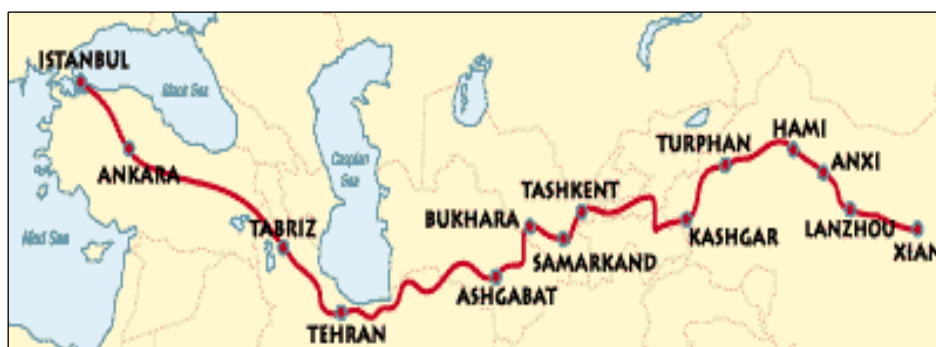 ISTANBUL
Black Sea
ANKARA
Med Sea
TABRIZ
Caspian
Sea
TEHRAN
ASHGABAT
BUKHARA
SAMARKAND
TASHKENT
KASHGAR
TURPHAN
HAMI
ANXI
LANZHOU
XIAN